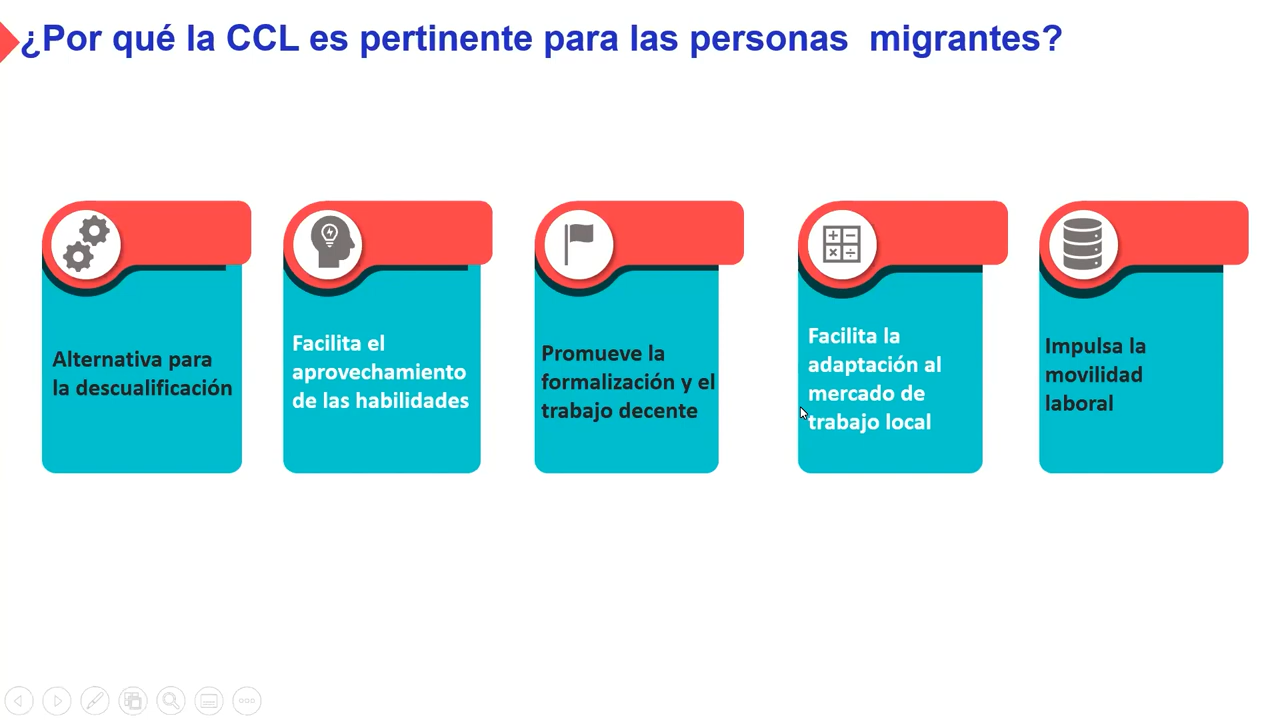 ¿Por qué la CCL es pertinente para las personas migrantes?
Alternativa para
la descualificación
Facilita el
aprovechamiento
de las habilidades
Promueve la
formalización y el
trabajo decente
Facilita la
adaptación al
mercado de
trabajo local
Impulsa la
movilidad
laboral